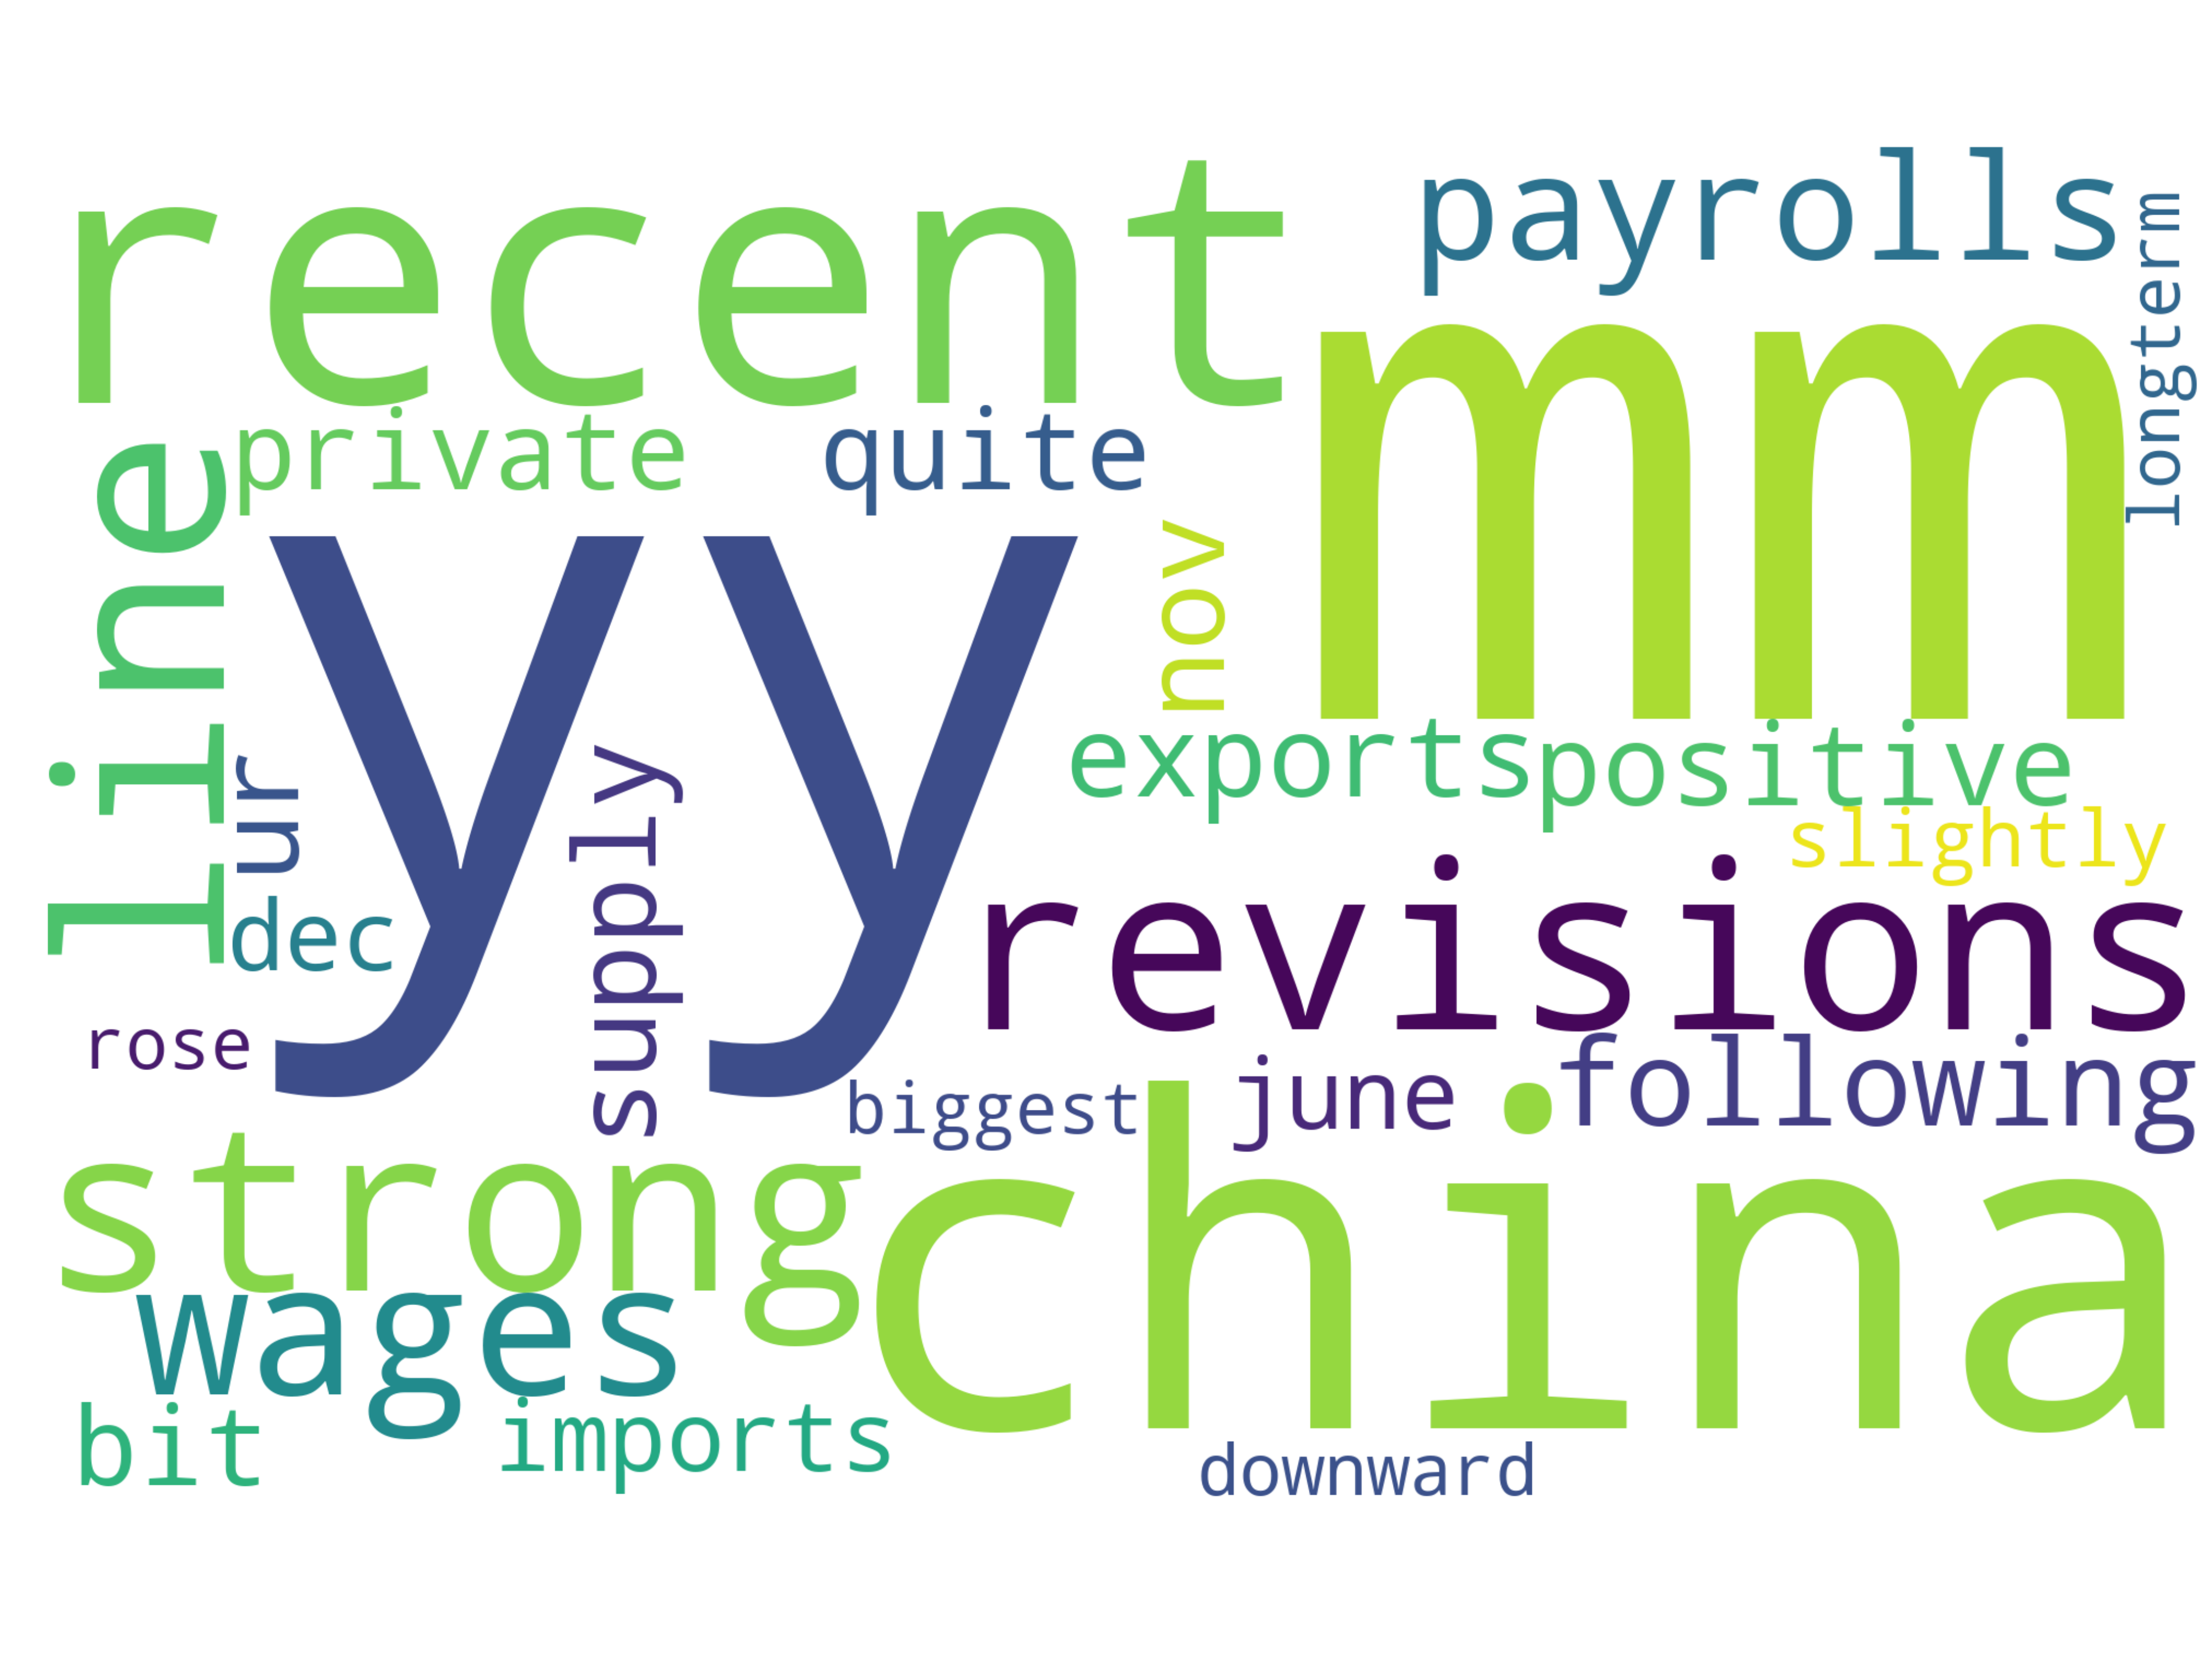 recent
payrolls
longterm
mm
private
quite
line
yy
nov
exports
positive
ur
supply
slightly
dec
revisions
rose
biggest
june
following
strong
china
wages
bit
imports
downward